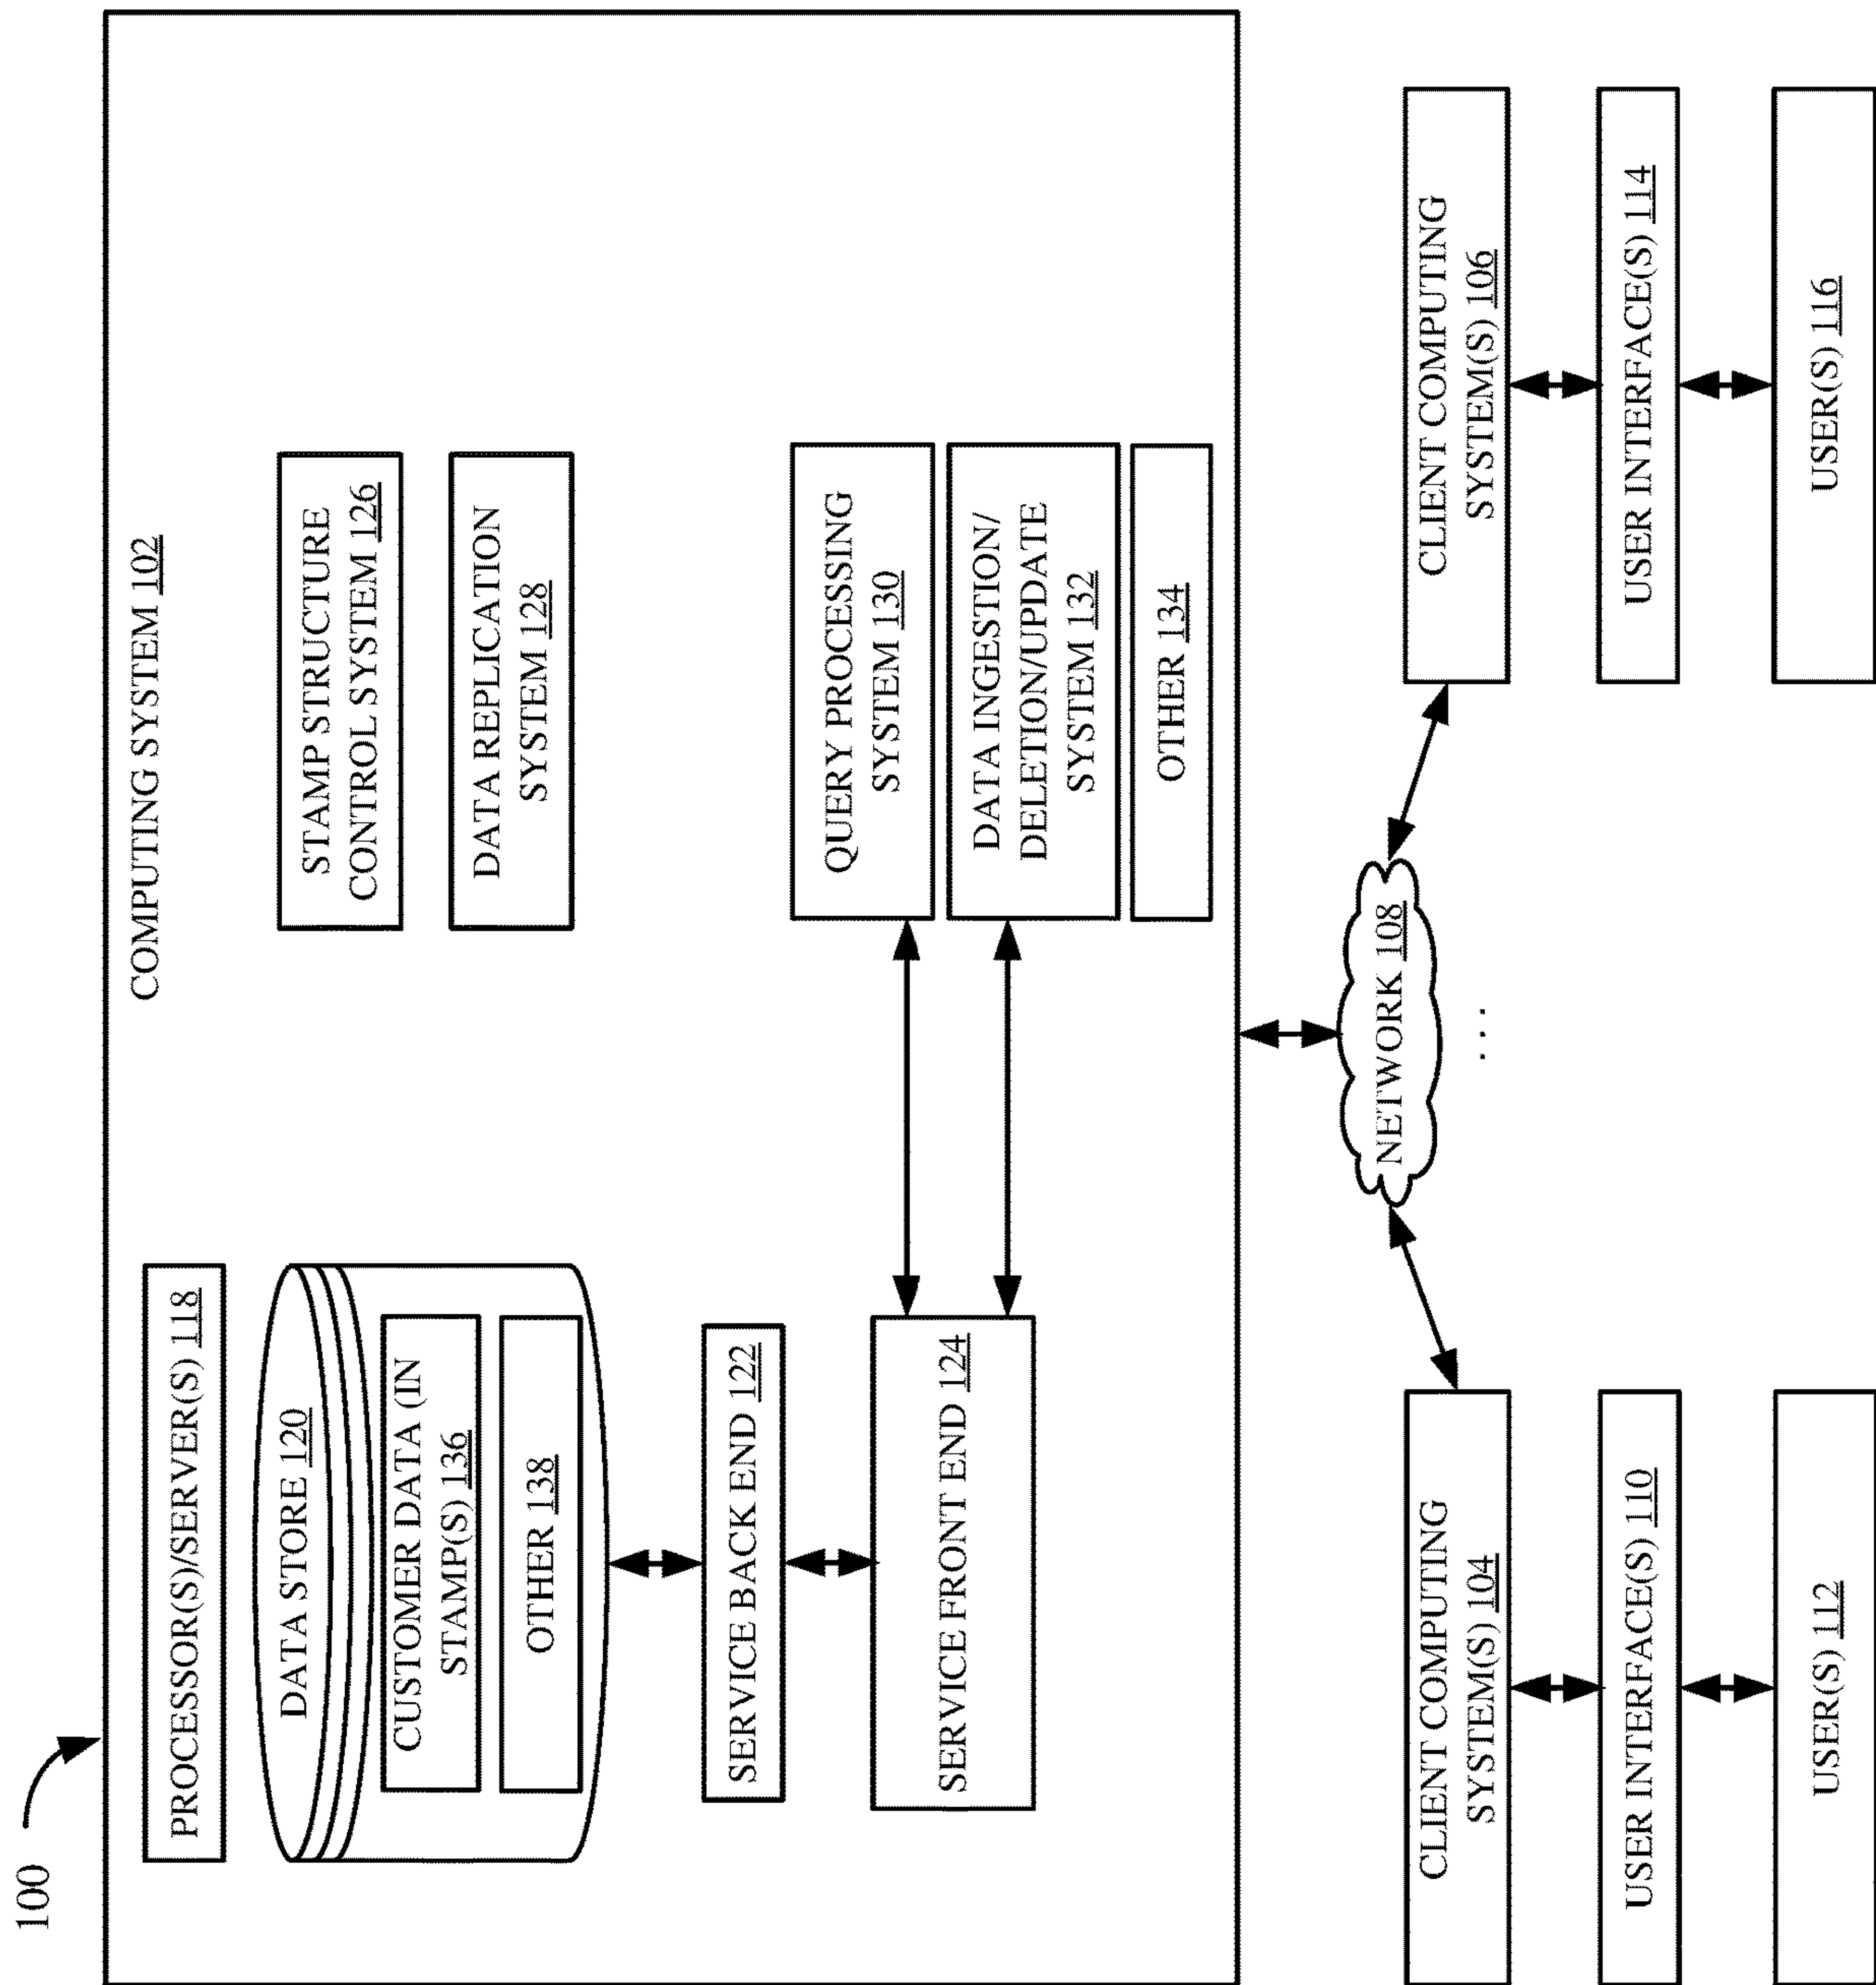 100
COMPUTING SYSTEM 102
PROCESSOR(S)/SERVER(S) 118
DATA STORE 120
CUSTOMER DATA (IN
STAMP(S) 136
OTHER 138
SERVICE BACK END 122
SERVICE FRONT END 124
STAMP STRUCTURE
CONTROL SYSTEM 126
DATA REPLICATION
SYSTEM 128
QUERY PROCESSING
SYSTEM 130
DATA INGESTION/
DELETION/UPDATE
SYSTEM 132
OTHER 134
NETWORK 108
. . .
CLIENT COMPUTING
SYSTEM(S) 104
USER INTERFACE(S) 110
USER(S) 112
CLIENT COMPUTING
SYSTEM(S) 106
USER INTERFACE(S) 114
USER(S) 116